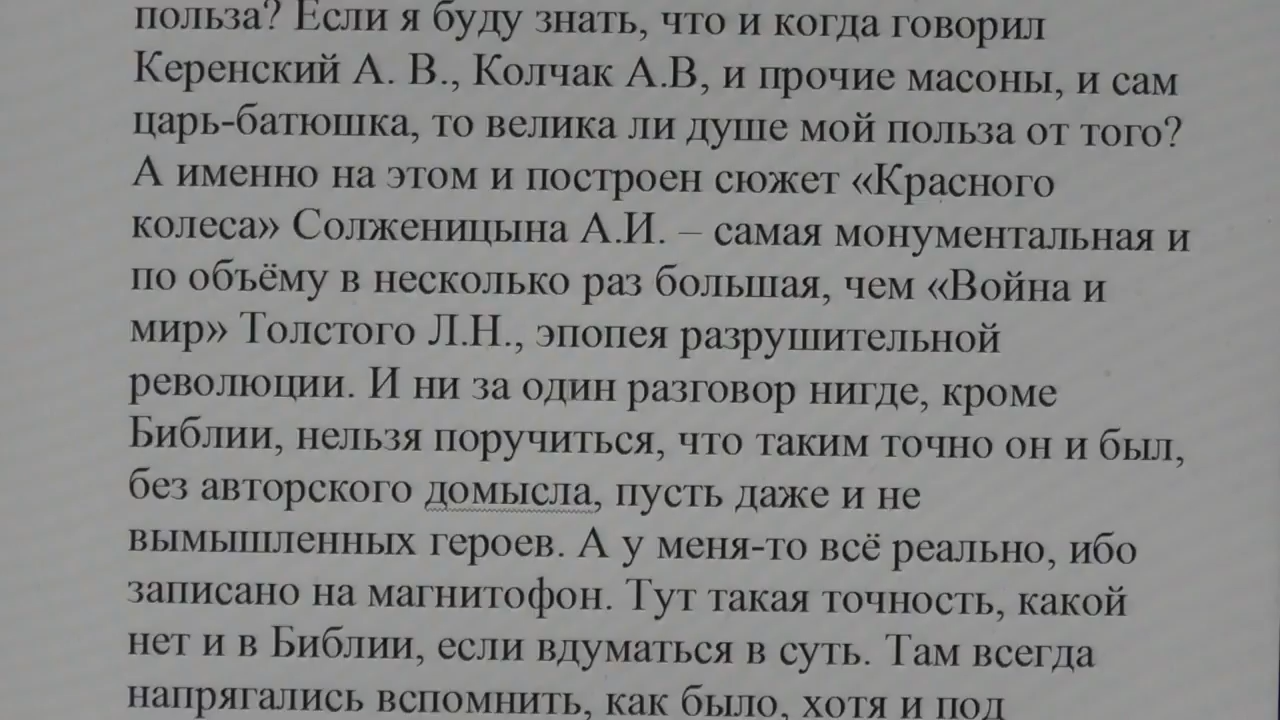 польза? Если я буду знать, что и когда говорил
Керенский А. В., Колчак А.В, и прочие масоны, и сам
царь-батюшка, то велика ли душе мой польза от того?
А именно на этом и построен сюжет «Красного
колеса» Солженицына А.И. – самая монументальная и
по объёму в несколько раз большая, чем «Война и
мир» Толстого Л.Н., эпопея разрушительной
революции. И ни за один разговор нигде, кроме
Библии, нельзя поручиться, что таким точно он и был,
без авторского домысла, пусть даже и не
вымышленных героев. А у меня-то всё реально, ибо
записано на магнитофон. Тут такая точность, какой
нет и в Библии, если вдуматься в суть. Там всегда
напрягались вспомнить, как было, хотя и под